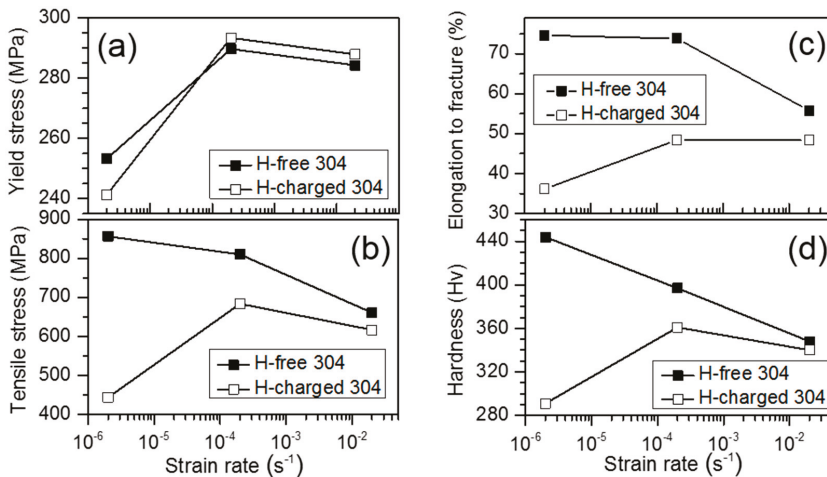 (a)
Yield stress (MPa)
300
280
260
240
H-free 304
H-charged 304
(b)
Tensile stress (MPa)
900
800
700
600
500
400
H-free 304
H-charged 304
10⁻⁶ 10⁻⁵ 10⁻⁴ 10⁻³ 10⁻²
Strain rate (s⁻¹)
(c)
Elongation to fracture (%)
70
60
50
40
30
H-free 304
H-charged 304
(d)
Hardness (Hv)
440
400
360
320
280
H-free 304
H-charged 304
10⁻⁶ 10⁻⁵ 10⁻⁴ 10⁻³ 10⁻²
Strain rate (s⁻¹)